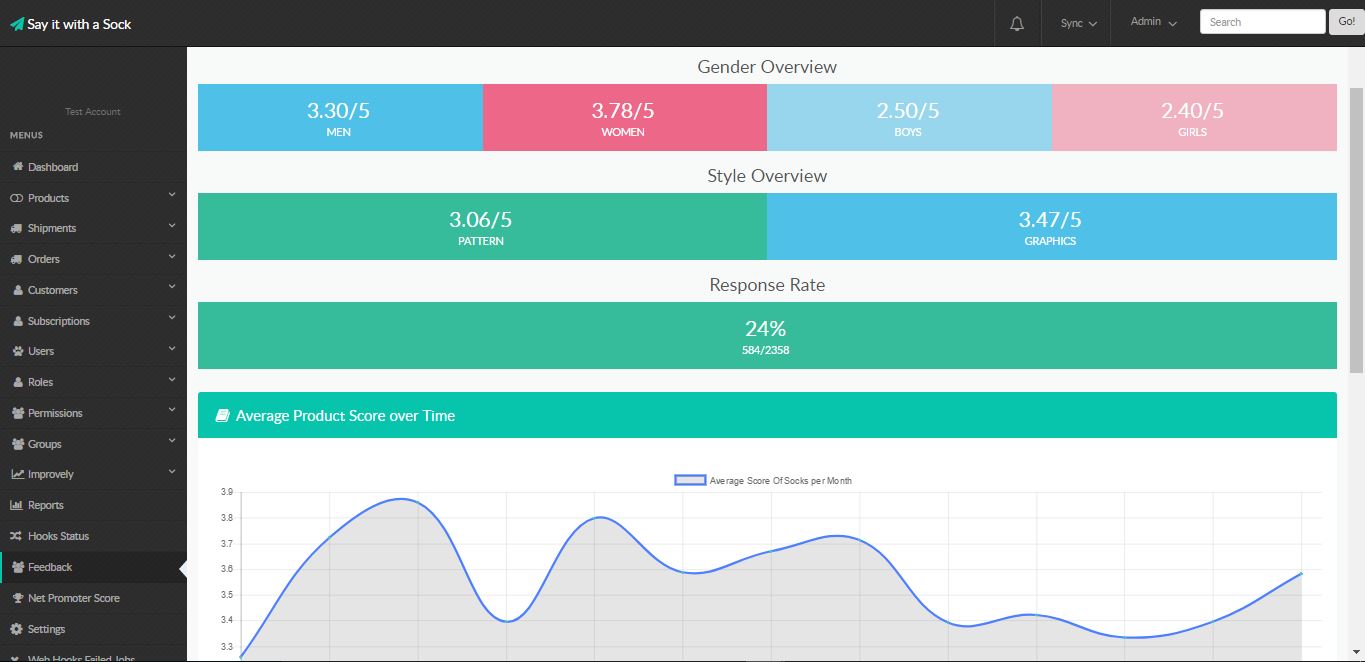 Say it with a Sock
Sync
Admin
Search
Go!
Test Account
MENUS
Dashboard
Products
Shipments
Orders
Customers
Subscriptions
Users
Roles
Permissions
Groups
Improvely
Reports
Hooks Status
Feedback
Net Promoter Score
Settings
Web Hooks Failed Jobs
Gender Overview
3.30/5
MEN
3.78/5
WOMEN
2.50/5
BOYS
2.40/5
GIRLS
Style Overview
3.06/5
PATTERN
3.47/5
GRAPHICS
Response Rate
24%
584/2358
Average Product Score over Time
Average Score Of Socks per Month
3.9
3.8
3.7
3.6
3.5
3.4
3.3